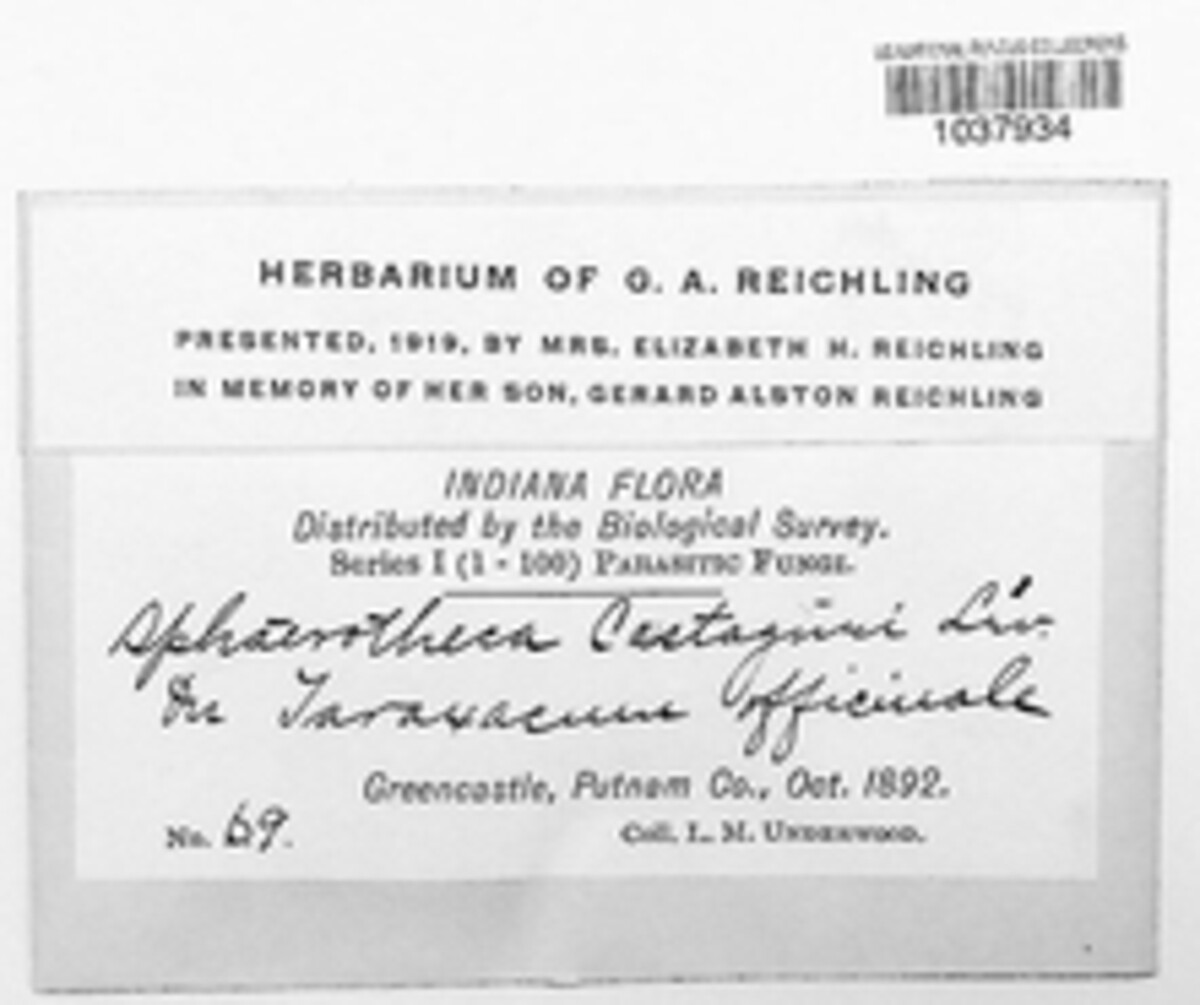 1037934
HERBARIUM OF G. A. REICHLING
PRESENTED, 1919, BY MRS. ELIZABETH H. REICHLING
IN MEMORY OF HER SON, GERARD ALSTON REICHLING
INDIANA FLORA
Distributed by the Biological Survey.
Series I (1 - 100) PARASITIC FUNGI.
Sphaerotheca Castagnei Lév.
On Taraxacum officinale
Greencastle, Putnam Co., Oct. 1892.
No. 69.
Coll. L. M. UNDERWOOD.